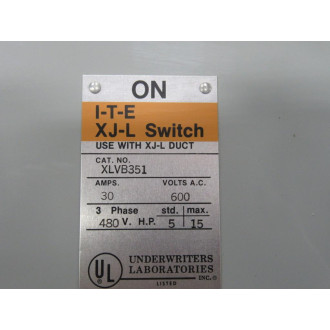 ON
I-T-E
XJ-L Switch
USE WITH XJ-L DUCT
CAT. NO.
XLVB351
AMPS. VOLTS A.C.
30 600
3 Phase std. max.
480 V. H.P. 5 15
UL
UNDERWRITERS
LABORATORIES
INC.®
LISTED